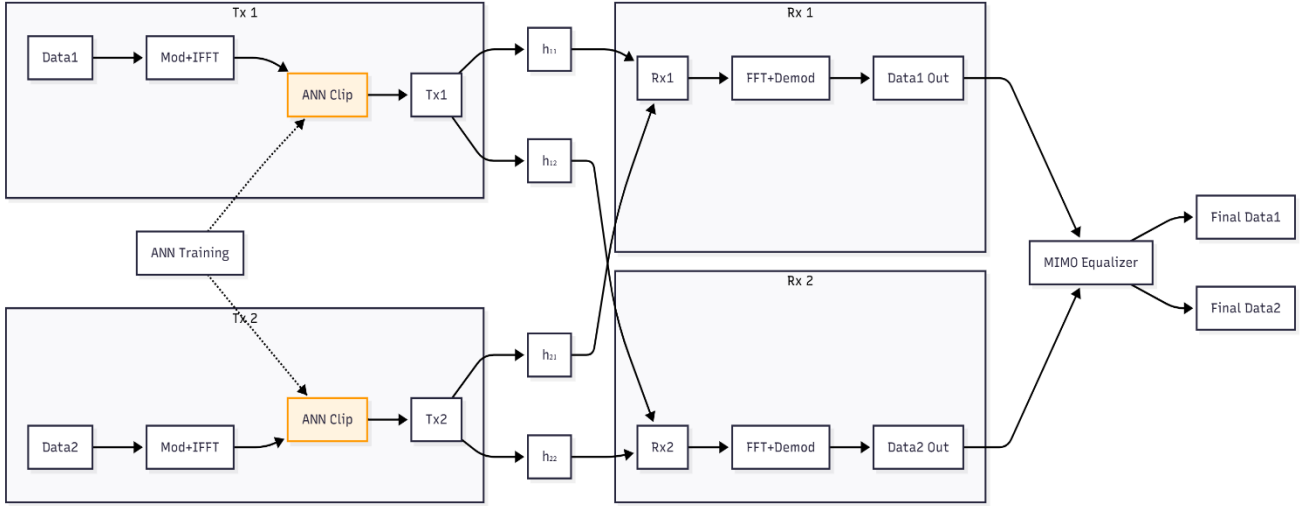 Tx 1
Data1
Mod+IFFT
ANN Clip
Tx1
h₁₁
h₁₂
Rx 1
Rx1
FFT+Demod
Data1 Out
ANN Training
MIMO Equalizer
Final Data1
Final Data2
Tx 2
Data2
Mod+IFFT
ANN Clip
Tx2
h₂₁
h₂₂
Rx 2
Rx2
FFT+Demod
Data2 Out